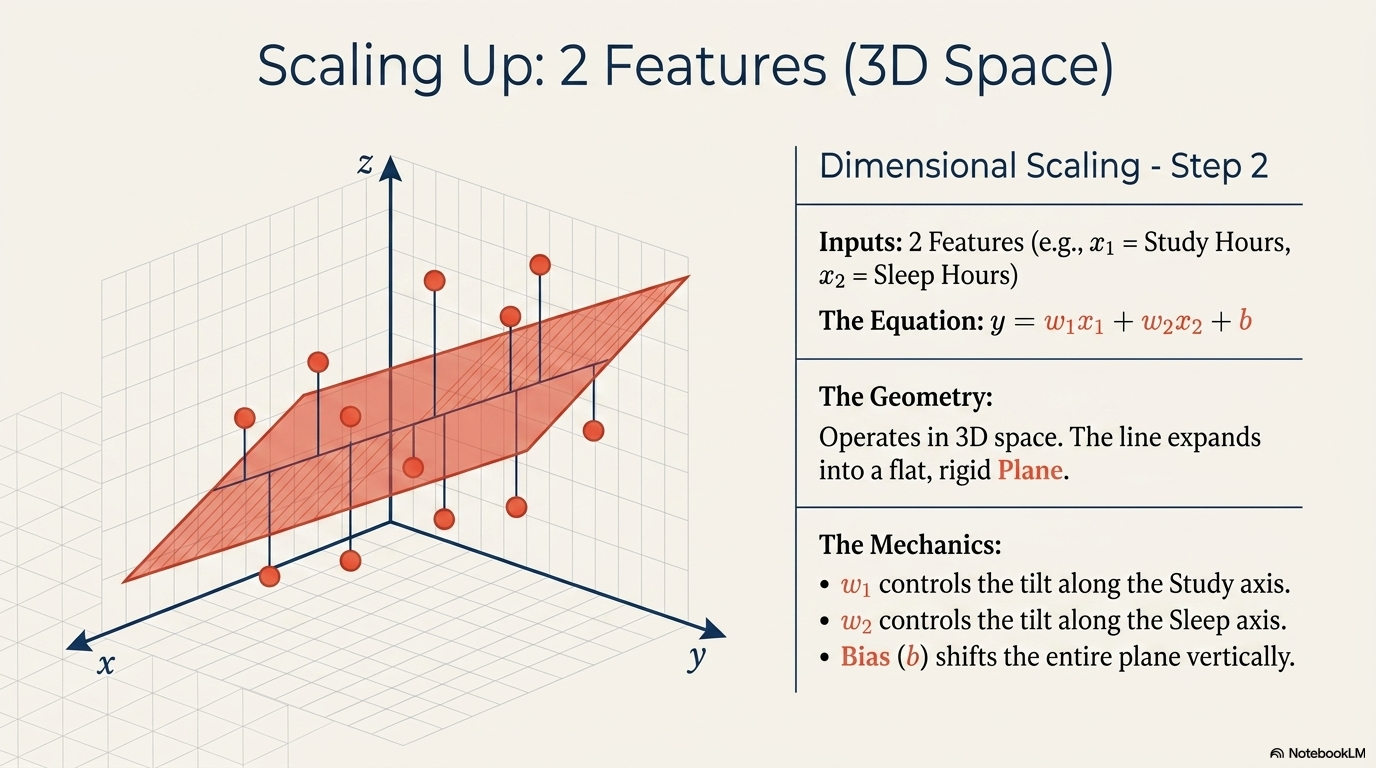 Scaling Up: 2 Features (3D Space)
z
x
y
Dimensional Scaling - Step 2
Inputs: 2 Features (e.g., x₁ = Study Hours,
x₂ = Sleep Hours)
The Equation: y = w₁x₁ + w₂x₂ + b
The Geometry:
Operates in 3D space. The line expands
into a flat, rigid Plane.
The Mechanics:
• w₁ controls the tilt along the Study axis.
• w₂ controls the tilt along the Sleep axis.
• Bias (b) shifts the entire plane vertically.
NotebookLM